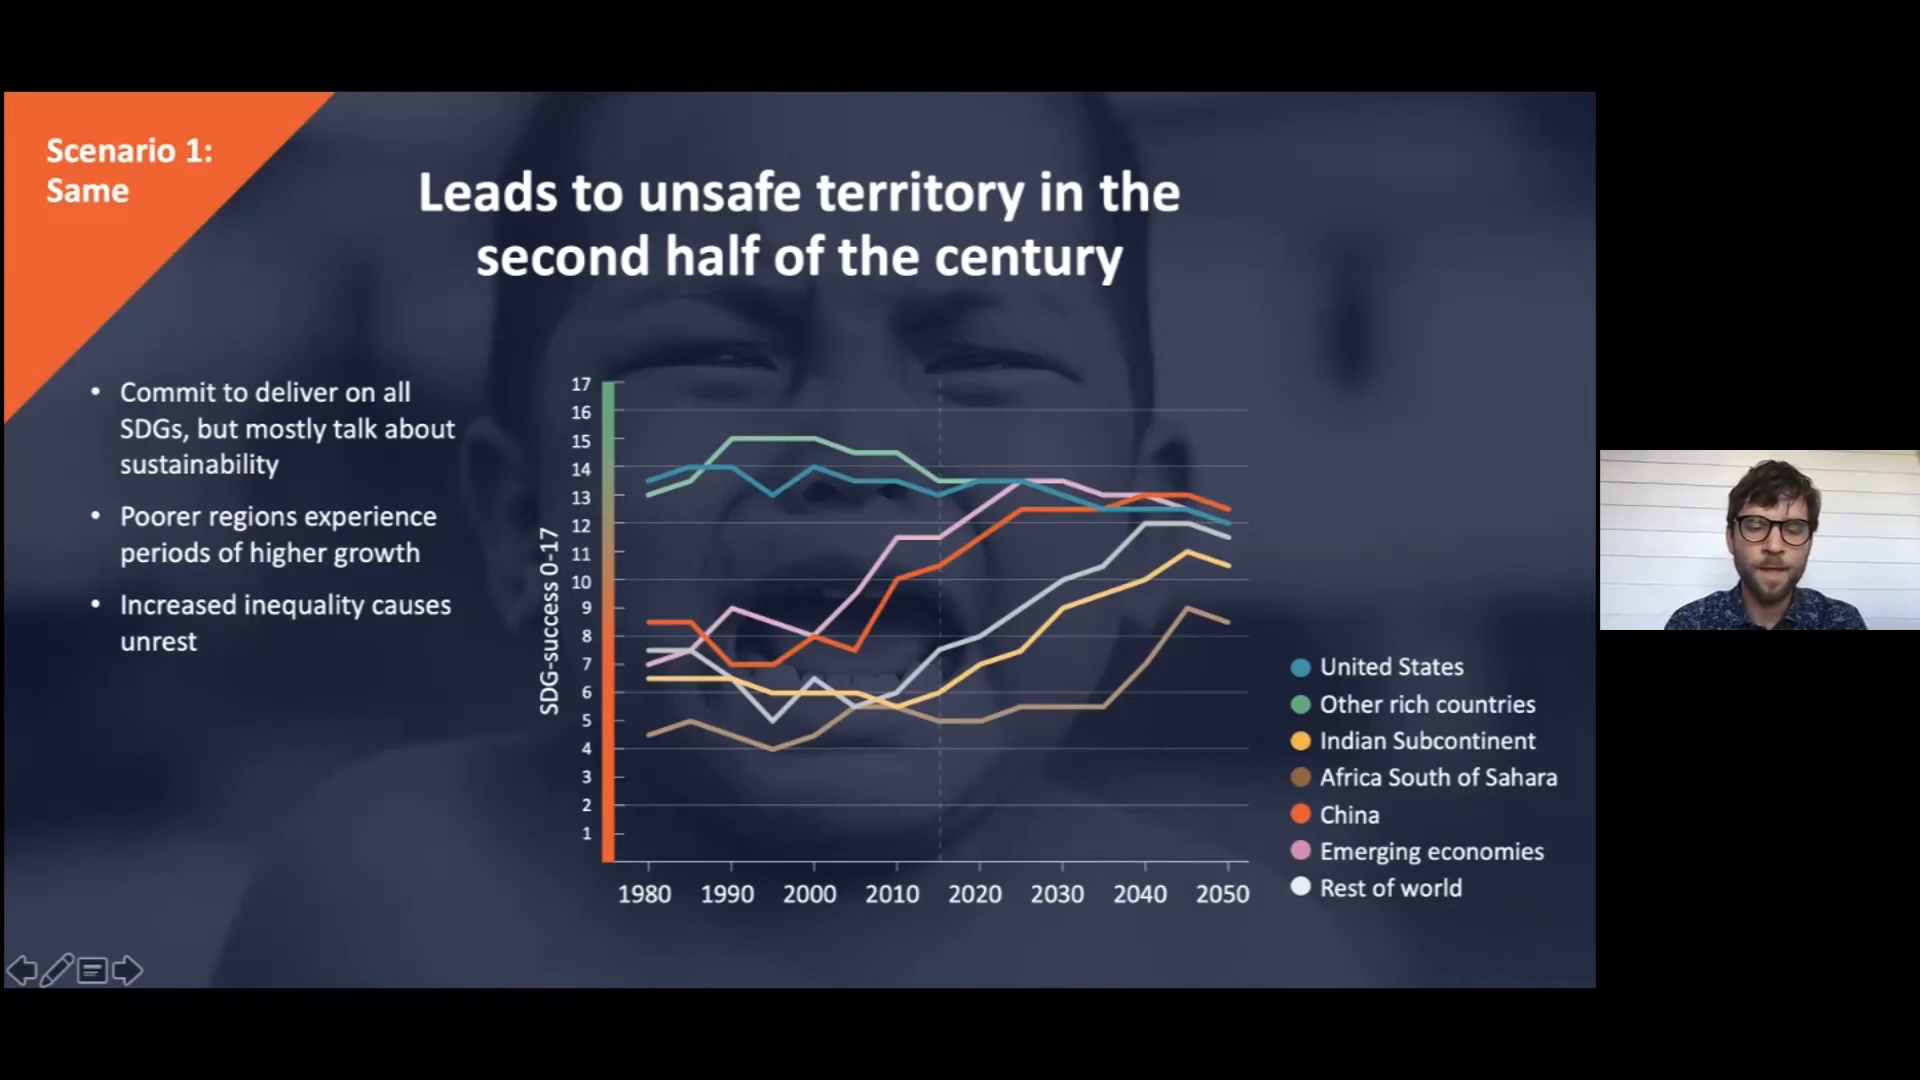 Scenario 1:
Same
Leads to unsafe territory in the
second half of the century
• Commit to deliver on all
SDGs, but mostly talk about
sustainability
• Poorer regions experience
periods of higher growth
• Increased inequality causes
unrest
SDG-success 0-17
17
16
15
14
13
12
11
10
9
8
7
6
5
4
3
2
1
1980 1990 2000 2010 2020 2030 2040 2050
United States
Other rich countries
Indian Subcontinent
Africa South of Sahara
China
Emerging economies
Rest of world